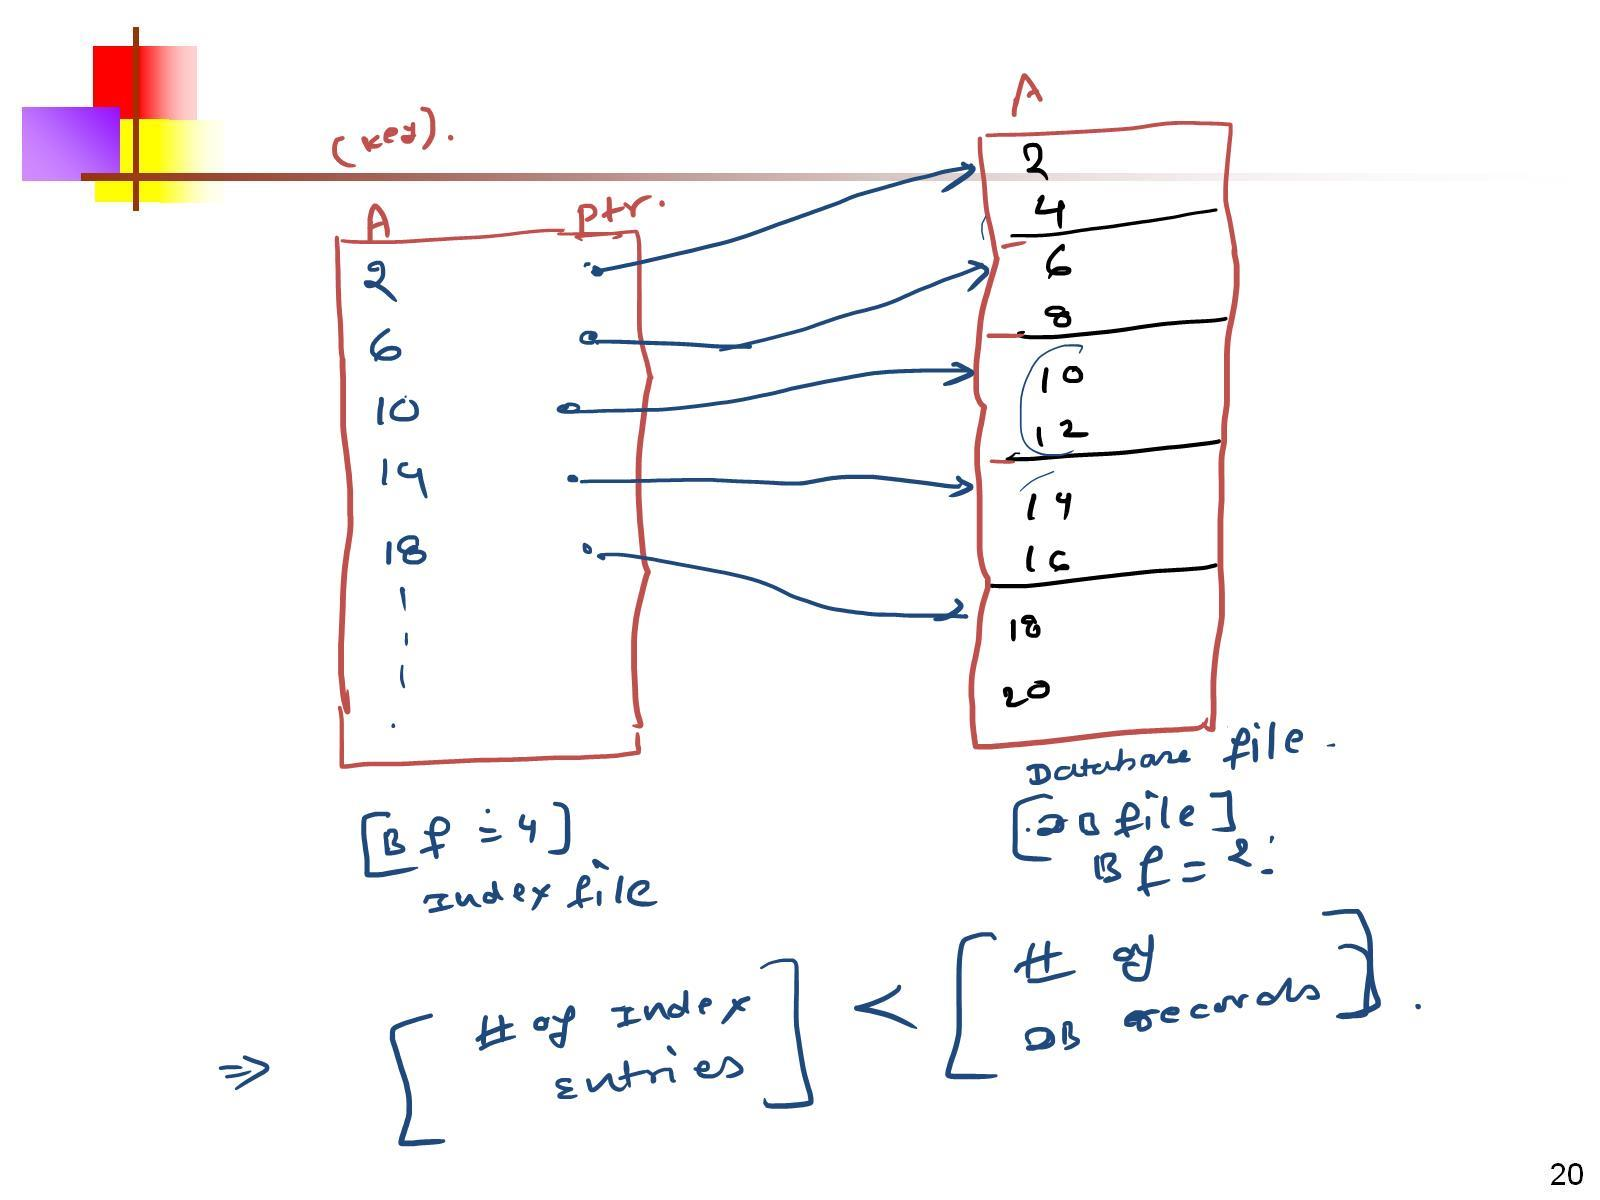 (key).
A ptr.
2
6
10
14
18
A
2
4
6
8
10
12
14
16
18
20
Database file.
[DB file]
Bf = 2.
[Bf = 4]
Index file
⇒ [# of Index entries] < [# of DB records].
20